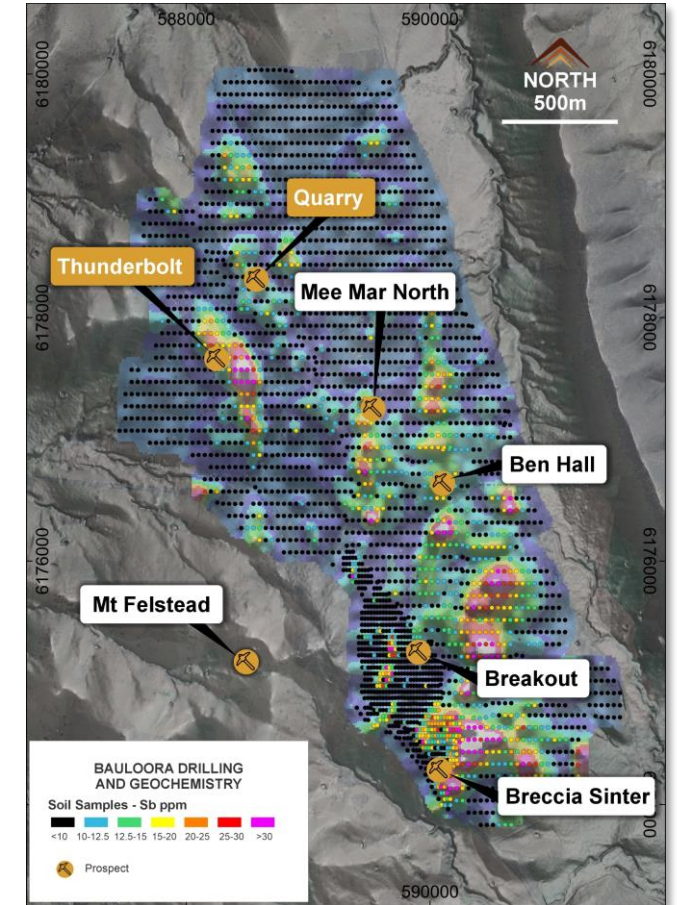 588000
590000
6180000
6180000
NORTH
500m
Quarry
Thunderbolt
Mee Mar North
6178000
6178000
Ben Hall
6176000
6176000
Mt Felstead
Breakout
Breccia Sinter
BAULOORA DRILLING
AND GEOCHEMISTRY
Soil Samples - Sb ppm
<10 10-12.5 12.5-15 15-20 20-25 25-30 >30
Prospect
590000